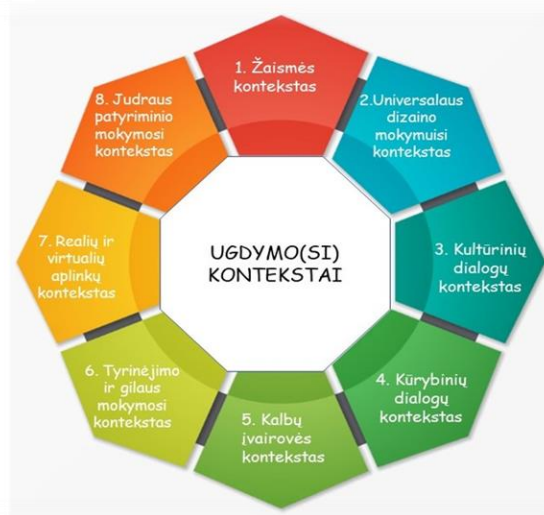 1. Žaismės
kontekstas
2.Universalaus
dizaino
mokymuisi
kontekstas
3. Kultūrinių
dialogų
kontekstas
4. Kūrybinių
dialogų
kontekstas
5. Kalbų
įvairovės
kontekstas
6. Tyrinėjimo
ir gilaus
mokymosi
kontekstas
7. Realių ir
virtualių
aplinkų
kontekstas
8. Judraus
patyriminio
mokymosi
kontekstas
UGDYMO(SI)
KONTEKSTAI